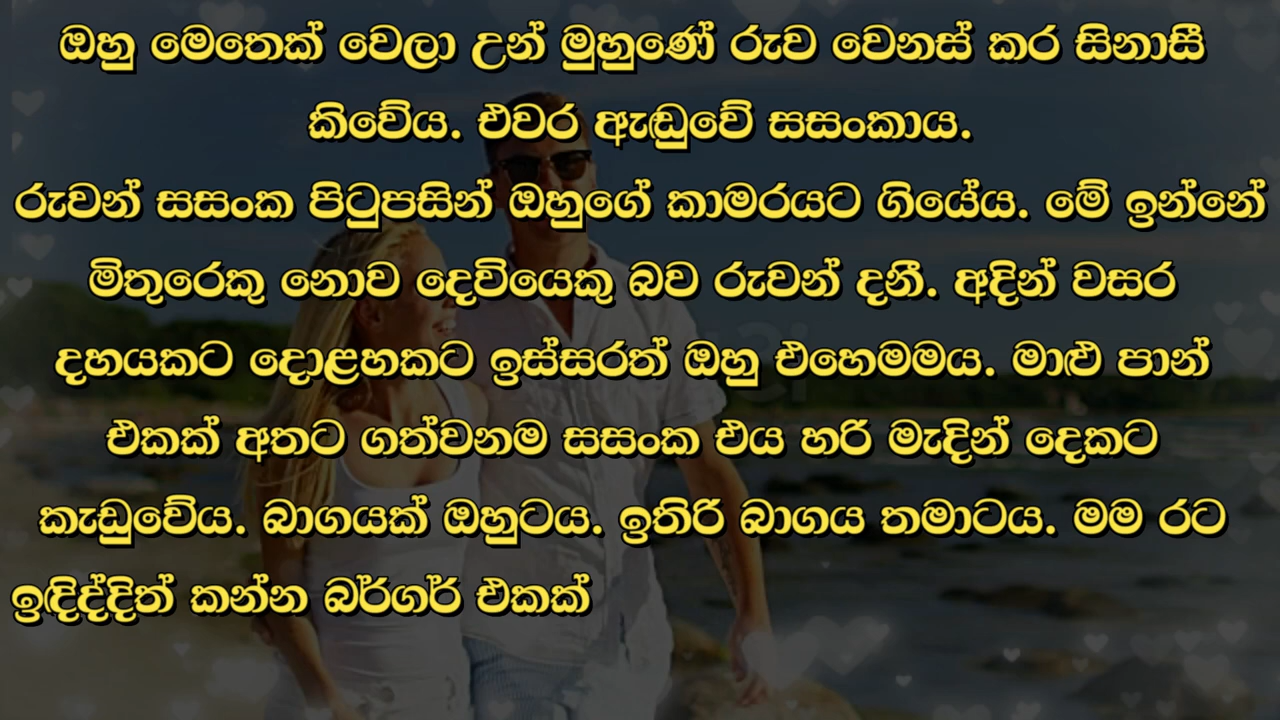 ඔහු මෙතෙක් වෙලා උන් මුහුණේ රුව වෙනස් කර සිනාසී
කිවේය. එවර ඇඬුවේ සසංකාය.
රුවන් සසංක පිටුපසින් ඔහුගේ කාමරයට ගියේය. මේ ඉන්නේ
මිතුරෙකු නොව දෙවියෙකු බව රුවන් දනී. අදින් වසර
දහයකට දොළහකට ඉස්සරත් ඔහු එහෙමමය. මාළු පාන්
එකක් අතට ගත්වනම සසංක එය හරි මැදින් දෙකට
කැඩුවේය. බාගයක් ඔහුටය. ඉතිරි බාගය තමාටය. මම රට
ඉඳිද්දිත් කන්න බර්ගර් එකක්